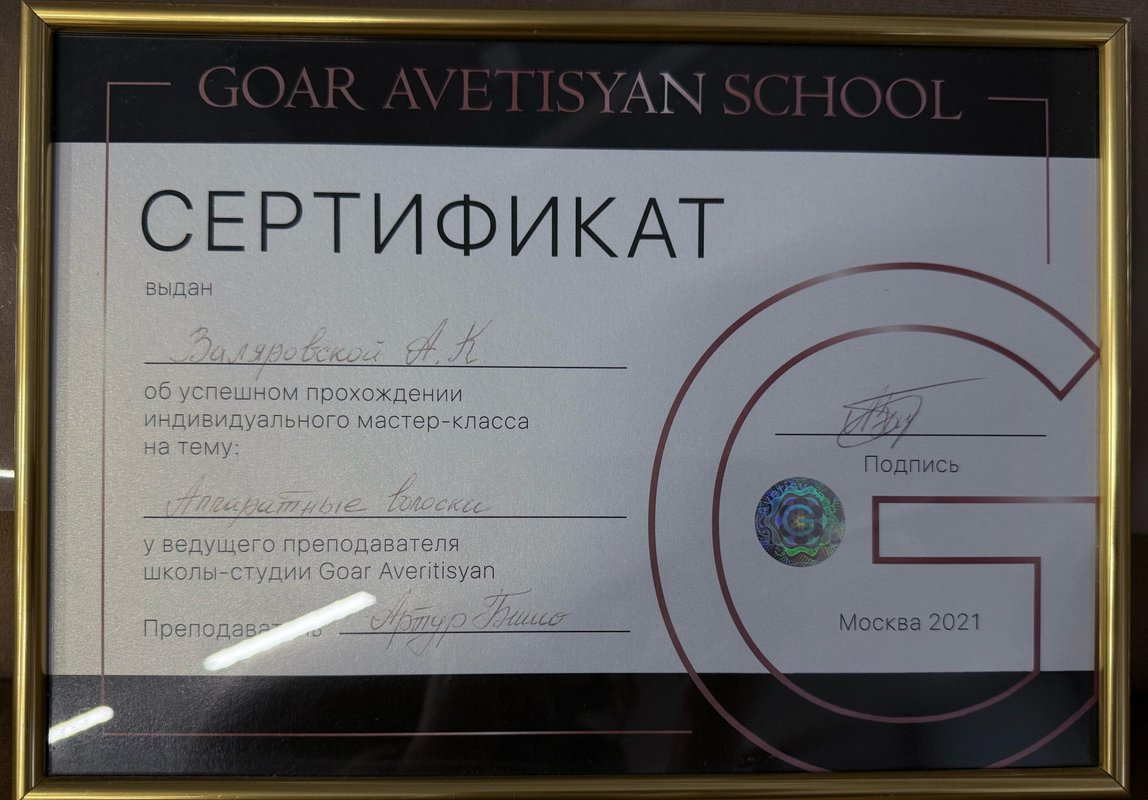 GOAR AVETISYAN SCHOOL
СЕРТИФИКАТ
выдан
Заляровской А.К
об успешном прохождении
индивидуального мастер-класса
на тему:
Аппаратные волоски
у ведущего преподавателя
школы-студии Goar Averitisyan
Преподаватель Артур
Подпись
G
Москва 2021